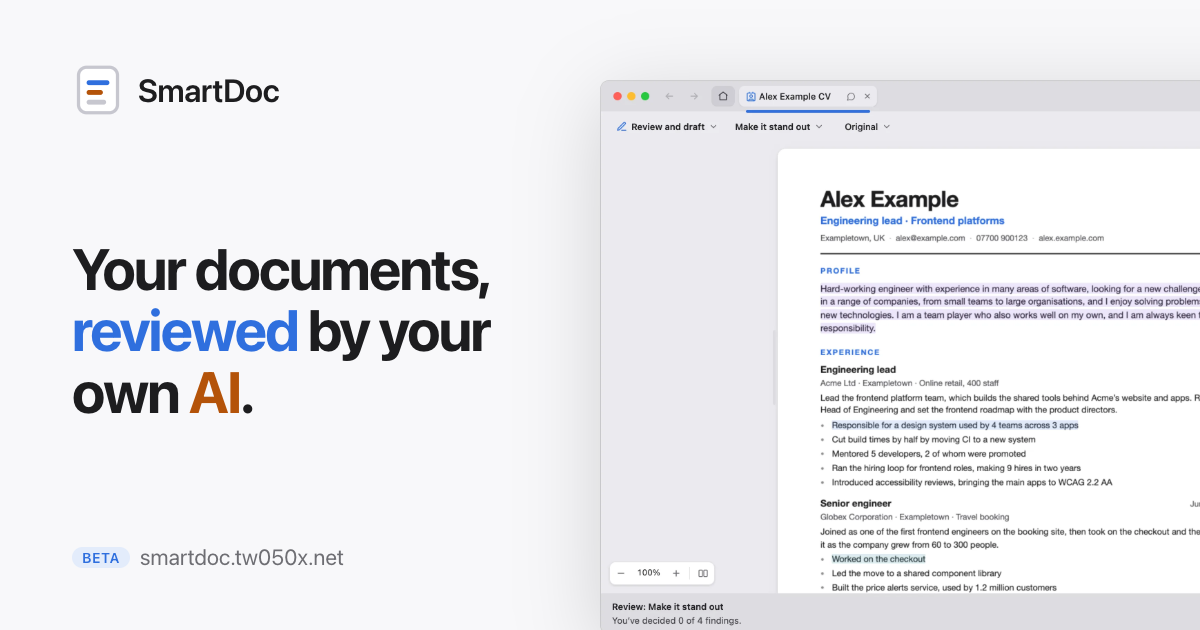 SmartDoc
Your documents,
reviewed by your
own AI.
BETA smartdoc.tw050x.net
Alex Example CV
Review and draft
Make it stand out
Original
Alex Example
Engineering lead · Frontend platforms
Exampletown, UK · alex@example.com · 07700 900123 · alex.example.com
PROFILE
Hard-working engineer with experience in many areas of software, looking for a new challenge
in a range of companies, from small teams to large organisations, and I enjoy solving problems
new technologies. I am a team player who also works well on my own, and I am always keen
responsibility.
EXPERIENCE
Engineering lead
Acme Ltd · Exampletown · Online retail, 400 staff
Lead the frontend platform team, which builds the shared tools behind Acme's website and apps. R
Head of Engineering and set the frontend roadmap with the product directors.
• Responsible for a design system used by 4 teams across 3 apps
• Cut build times by half by moving CI to a new system
• Mentored 5 developers, 2 of whom were promoted
• Ran the hiring loop for frontend roles, making 9 hires in two years
• Introduced accessibility reviews, bringing the main apps to WCAG 2.2 AA
Senior engineer
Globex Corporation · Exampletown · Travel booking
Joined as one of the first frontend engineers on the booking site, then took on the checkout and the
it as the company grew from 60 to 300 people.
• Worked on the checkout
• Led the move to a shared component library
• Built the price alerts service, used by 1.2 million customers
100%
Review: Make it stand out
You've decided 0 of 4 findings.